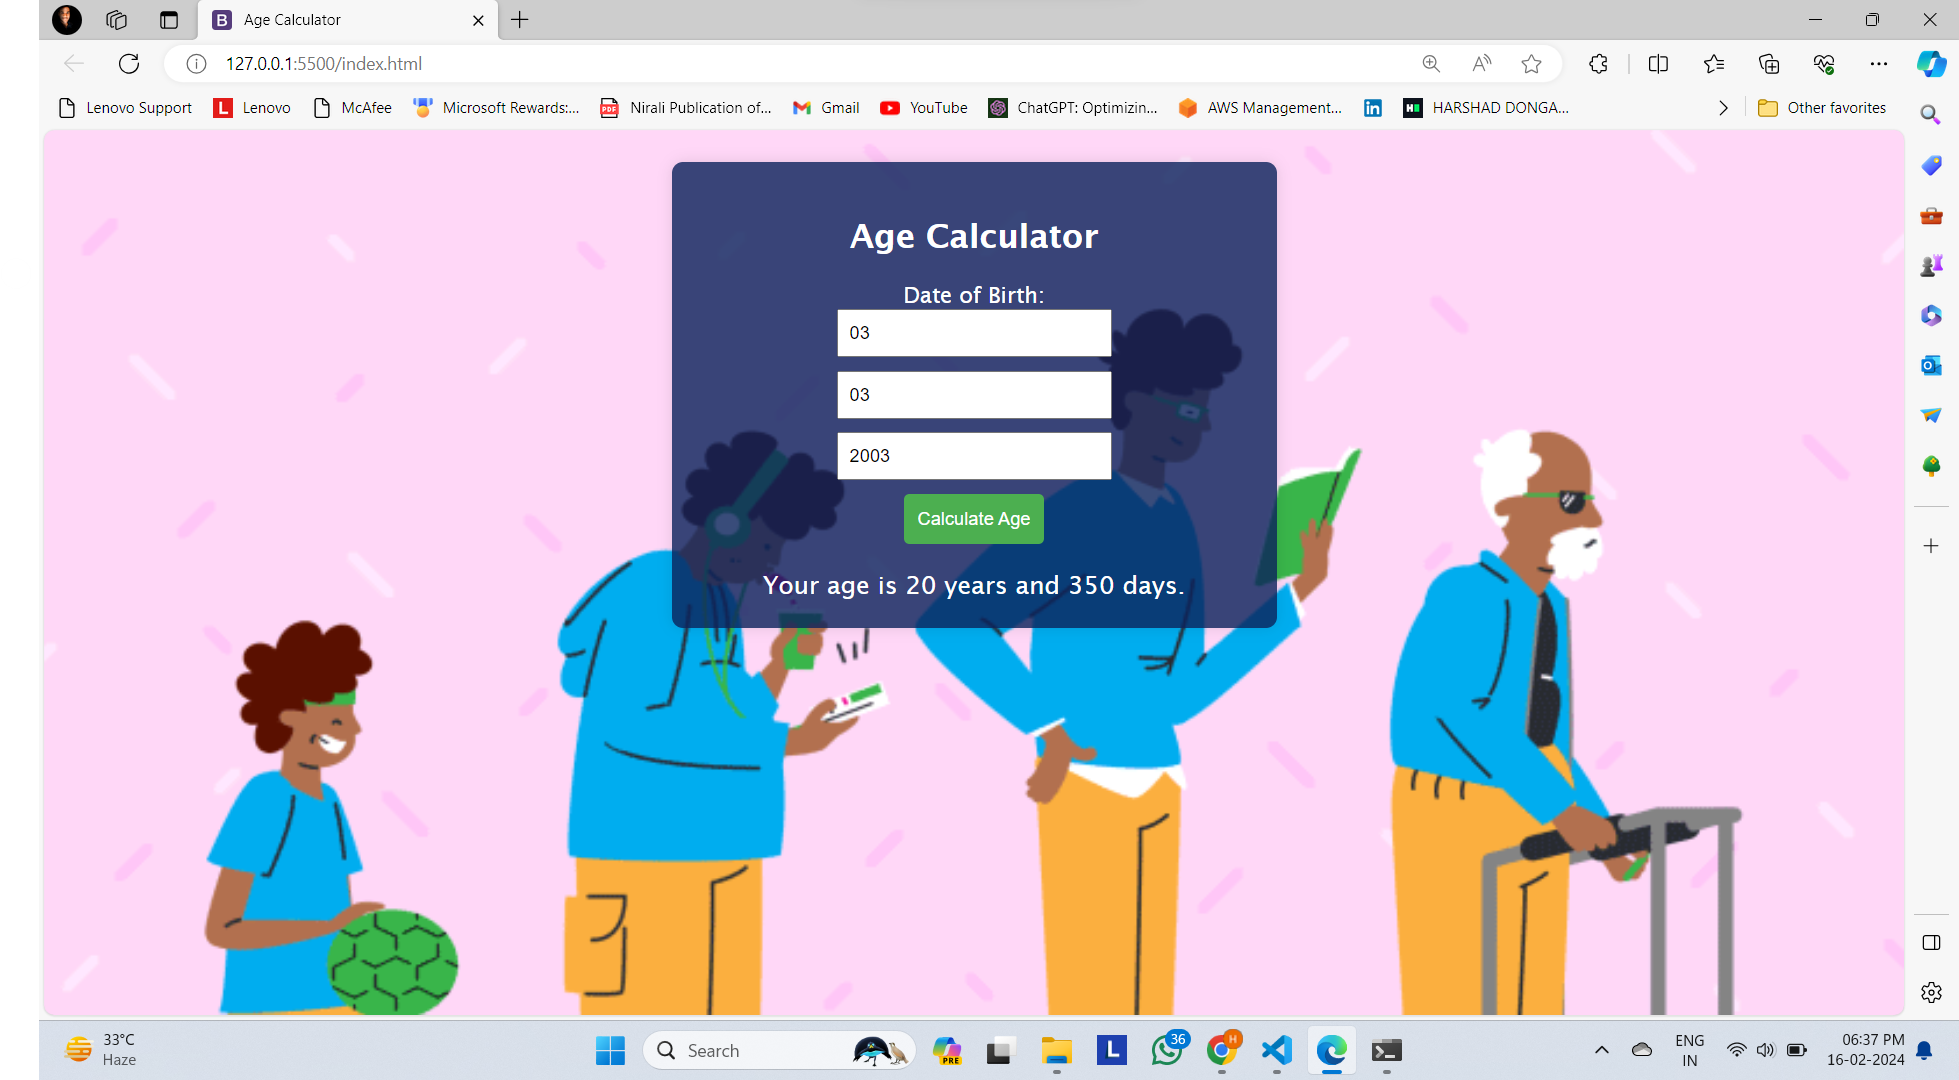 Age Calculator
127.0.0.1:5500/index.html
Lenovo Support L Lenovo McAfee Microsoft Rewards:... PDF Nirali Publication of... Gmail YouTube ChatGPT: Optimizin... AWS Management... HARSHAD DONGA... Other favorites
Age Calculator
Date of Birth:
03
03
2003
Calculate Age
Your age is 20 years and 350 days.
33°C
Haze
Search
PRE
L
36
H
ENG
IN
06:37 PM
16-02-2024